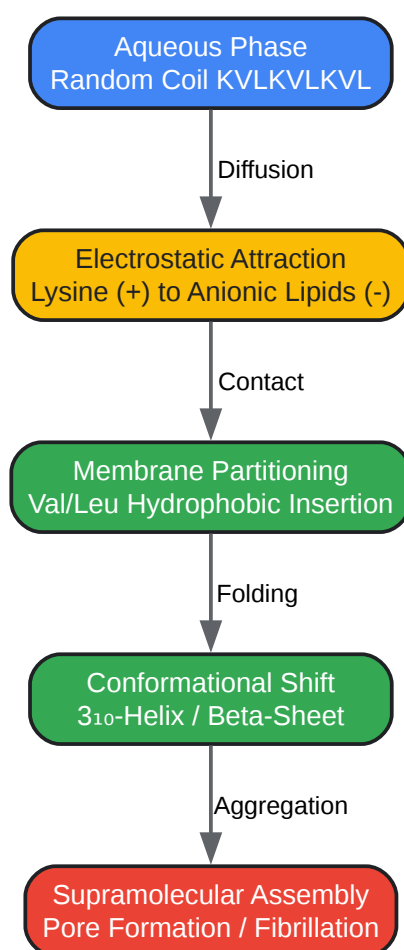 Aqueous Phase
Random Coil KVLKVLKVL
Diffusion
Electrostatic Attraction
Lysine (+) to Anionic Lipids (-)
Contact
Membrane Partitioning
Val/Leu Hydrophobic Insertion
Folding
Conformational Shift
3₁₀-Helix / Beta-Sheet
Aggregation
Supramolecular Assembly
Pore Formation / Fibrillation